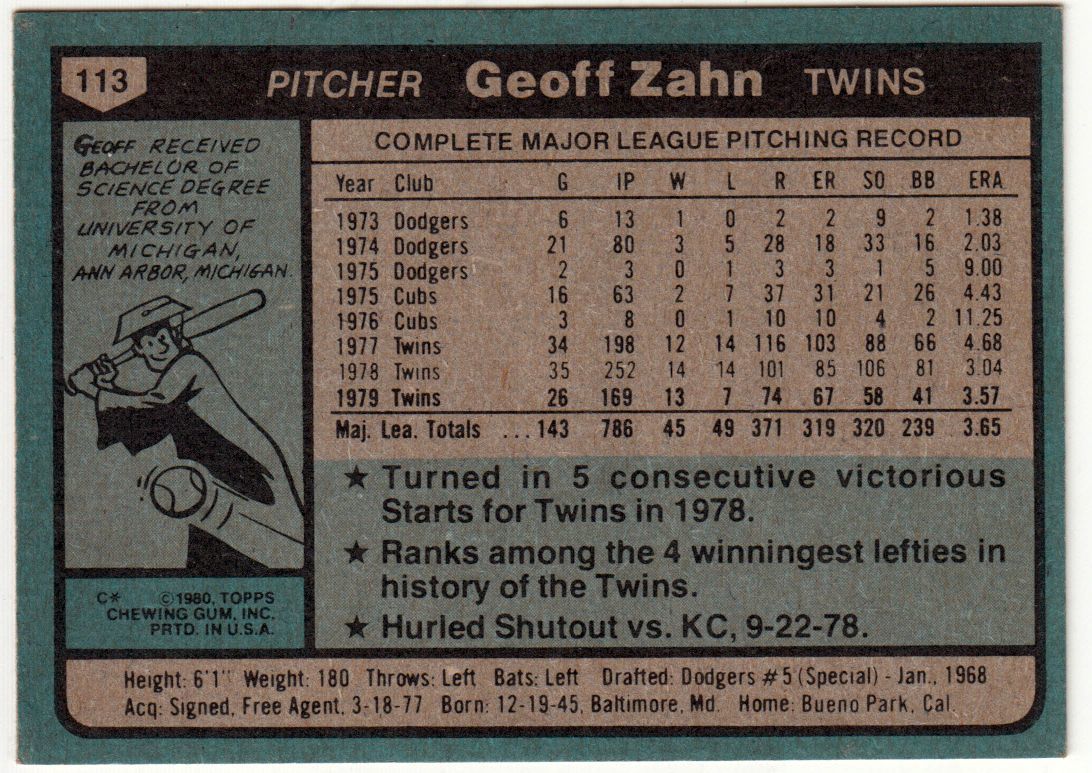 113 PITCHER Geoff Zahn TWINS
GEOFF RECEIVED
BACHELOR OF
SCIENCE DEGREE
FROM
UNIVERSITY OF
MICHIGAN,
ANN ARBOR, MICHIGAN.
C* ©1980, TOPPS
CHEWING GUM, INC.
PRTD. IN U.S.A.
COMPLETE MAJOR LEAGUE PITCHING RECORD
Year Club G IP W L R ER SO BB ERA
1973 Dodgers 6 13 1 0 2 2 9 2 1.38
1974 Dodgers 21 80 3 5 28 18 33 16 2.03
1975 Dodgers 2 3 0 1 3 3 1 5 9.00
1975 Cubs 16 63 2 7 37 31 21 26 4.43
1976 Cubs 3 8 0 1 10 10 4 2 11.25
1977 Twins 34 198 12 14 116 103 88 66 4.68
1978 Twins 35 252 14 14 101 85 106 81 3.04
1979 Twins 26 169 13 7 74 67 58 41 3.57
Maj. Lea. Totals ... 143 786 45 49 371 319 320 239 3.65
★ Turned in 5 consecutive victorious
Starts for Twins in 1978.
★ Ranks among the 4 winningest lefties in
history of the Twins.
★ Hurled Shutout vs. KC, 9-22-78.
Height: 6'1" Weight: 180 Throws: Left Bats: Left Drafted: Dodgers #5 (Special) - Jan., 1968
Acq: Signed, Free Agent, 3-18-77 Born: 12-19-45, Baltimore, Md. Home: Bueno Park, Cal.